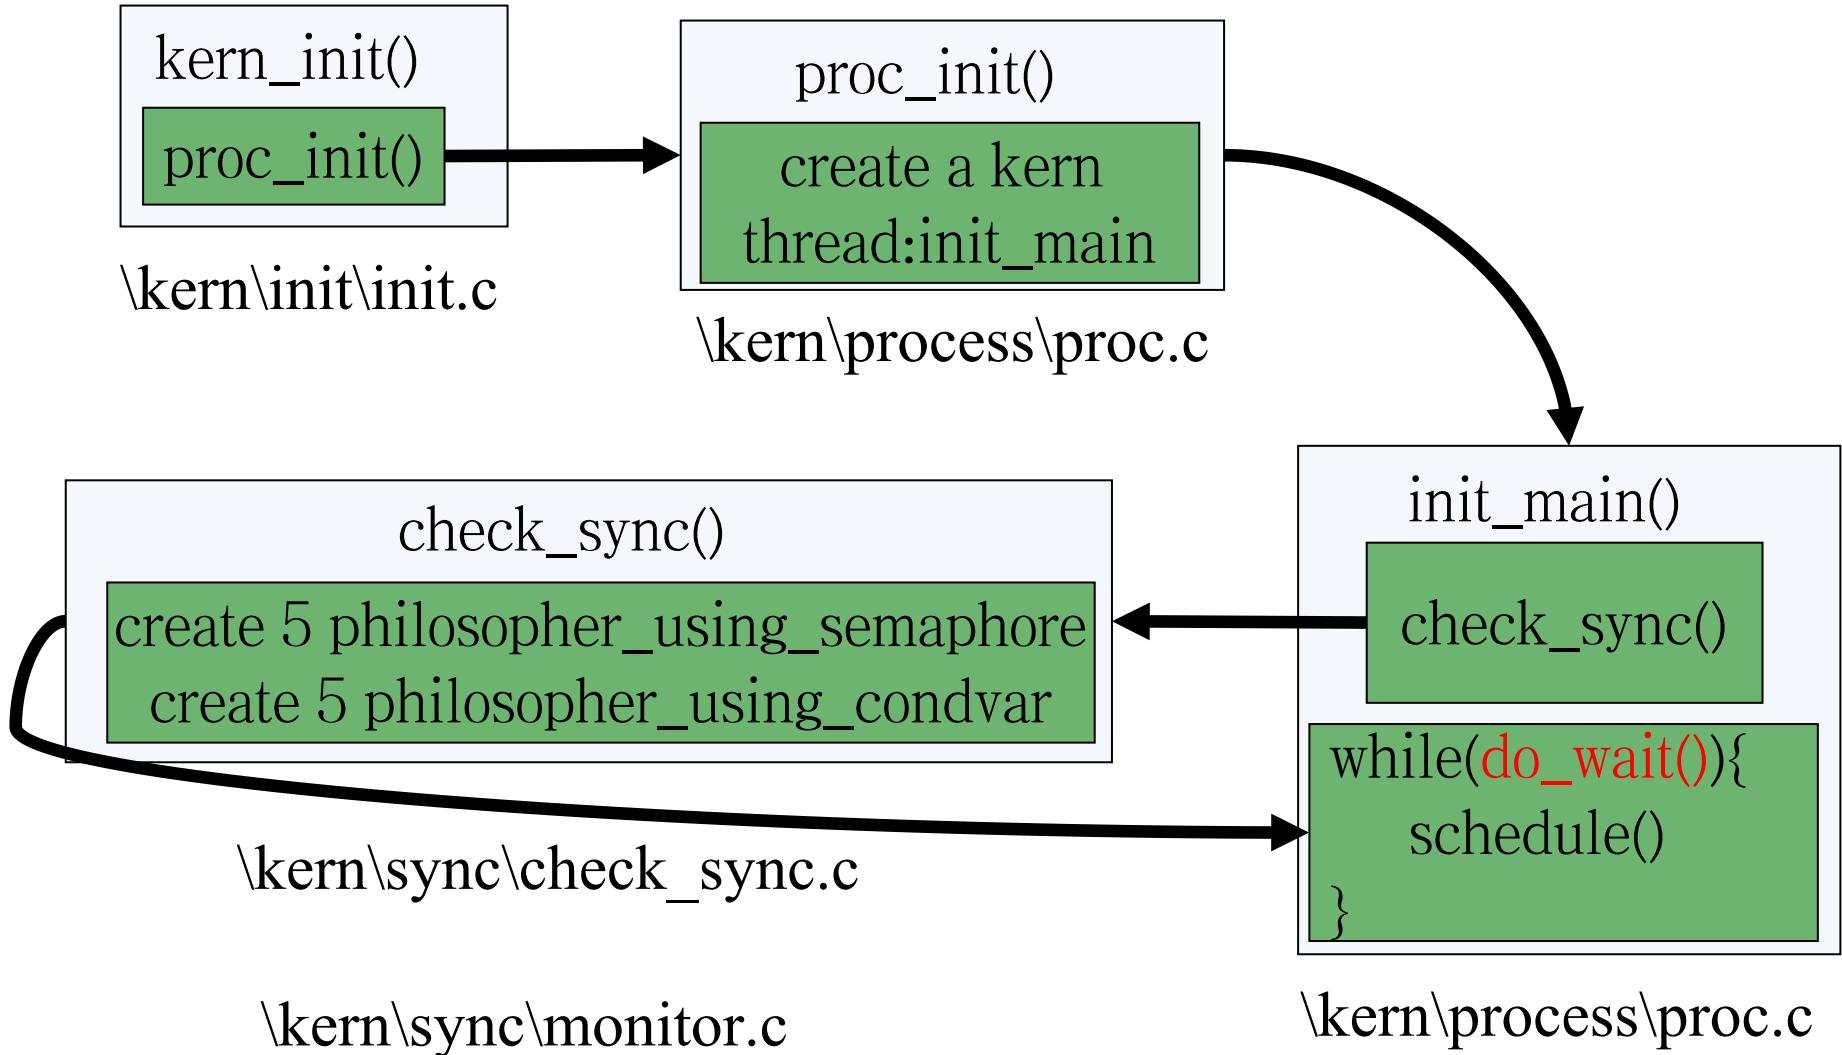 kern_init()
proc_init()
\kern\init\init.c
proc_init()
create a kern
thread:init_main
\kern\process\proc.c
init_main()
check_sync()
while(do_wait()){
schedule()
}
\kern\process\proc.c
check_sync()
create 5 philosopher_using_semaphore
create 5 philosopher_using_condvar
\kern\sync\check_sync.c
\kern\sync\monitor.c